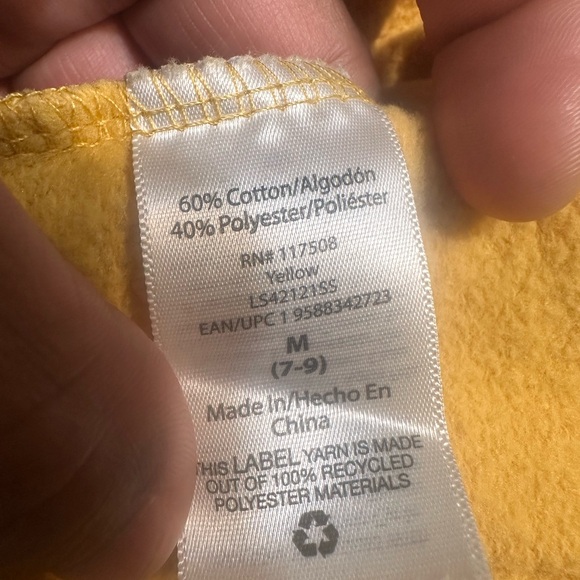 60% Cotton/Algodón
40% Polyester/Poliéster
RN# 117508
Yellow
LS42121SS
EAN/UPC 1 9588342723
M
(7-9)
Made In/Hecho En
China
THIS LABEL YARN IS MADE
OUT OF 100% RECYCLED
POLYESTER MATERIALS